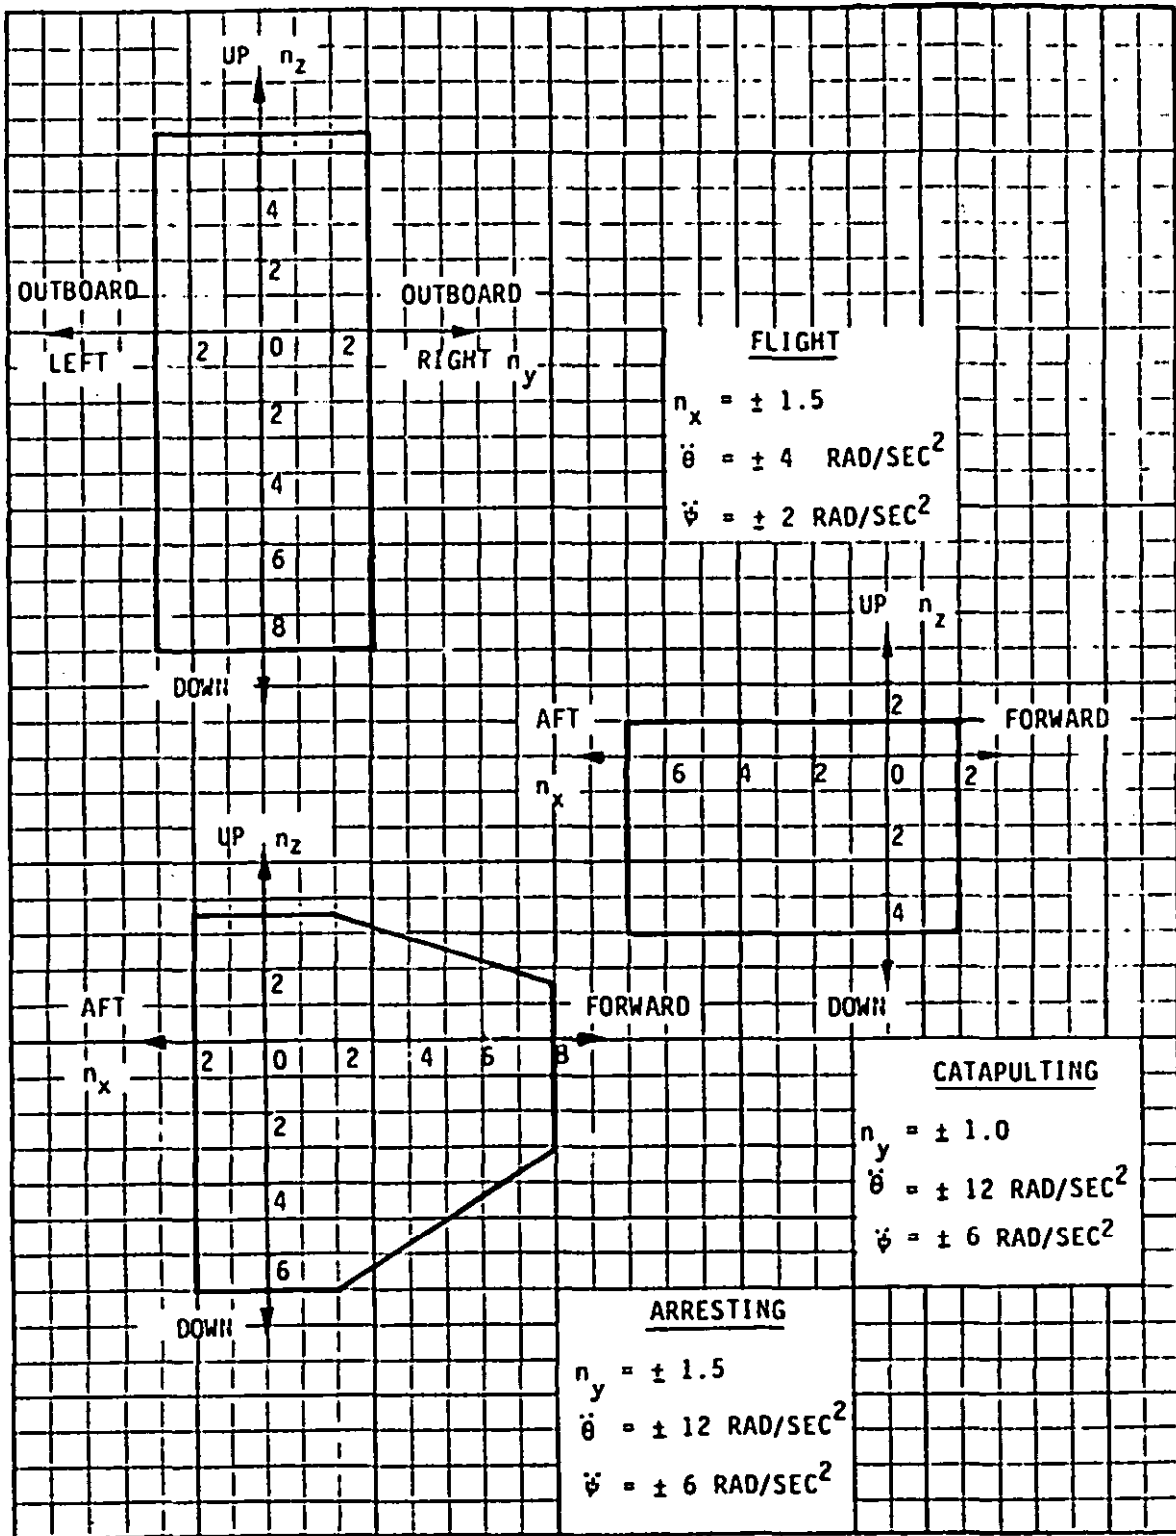 UP n_z
4
2
OUTBOARD OUTBOARD
2 0 2
LEFT RIGHT n_y
2
4
6
8
DOWN
FLIGHT
n_x = ± 1.5
θ̈ = ± 4 RAD/SEC²
ψ̈ = ± 2 RAD/SEC²
UP n_z
2
AFT FORWARD
6 4 2 0 2
n_x
2
4
DOWN
UP n_z
2
AFT FORWARD
2 0 2 4 6 8
n_x
2
4
6
DOWN
CATAPULTING
n_y = ± 1.0
θ̈ = ± 12 RAD/SEC²
ψ̈ = ± 6 RAD/SEC²
ARRESTING
n_y = ± 1.5
θ̈ = ± 12 RAD/SEC²
ψ̈ = ± 6 RAD/SEC²